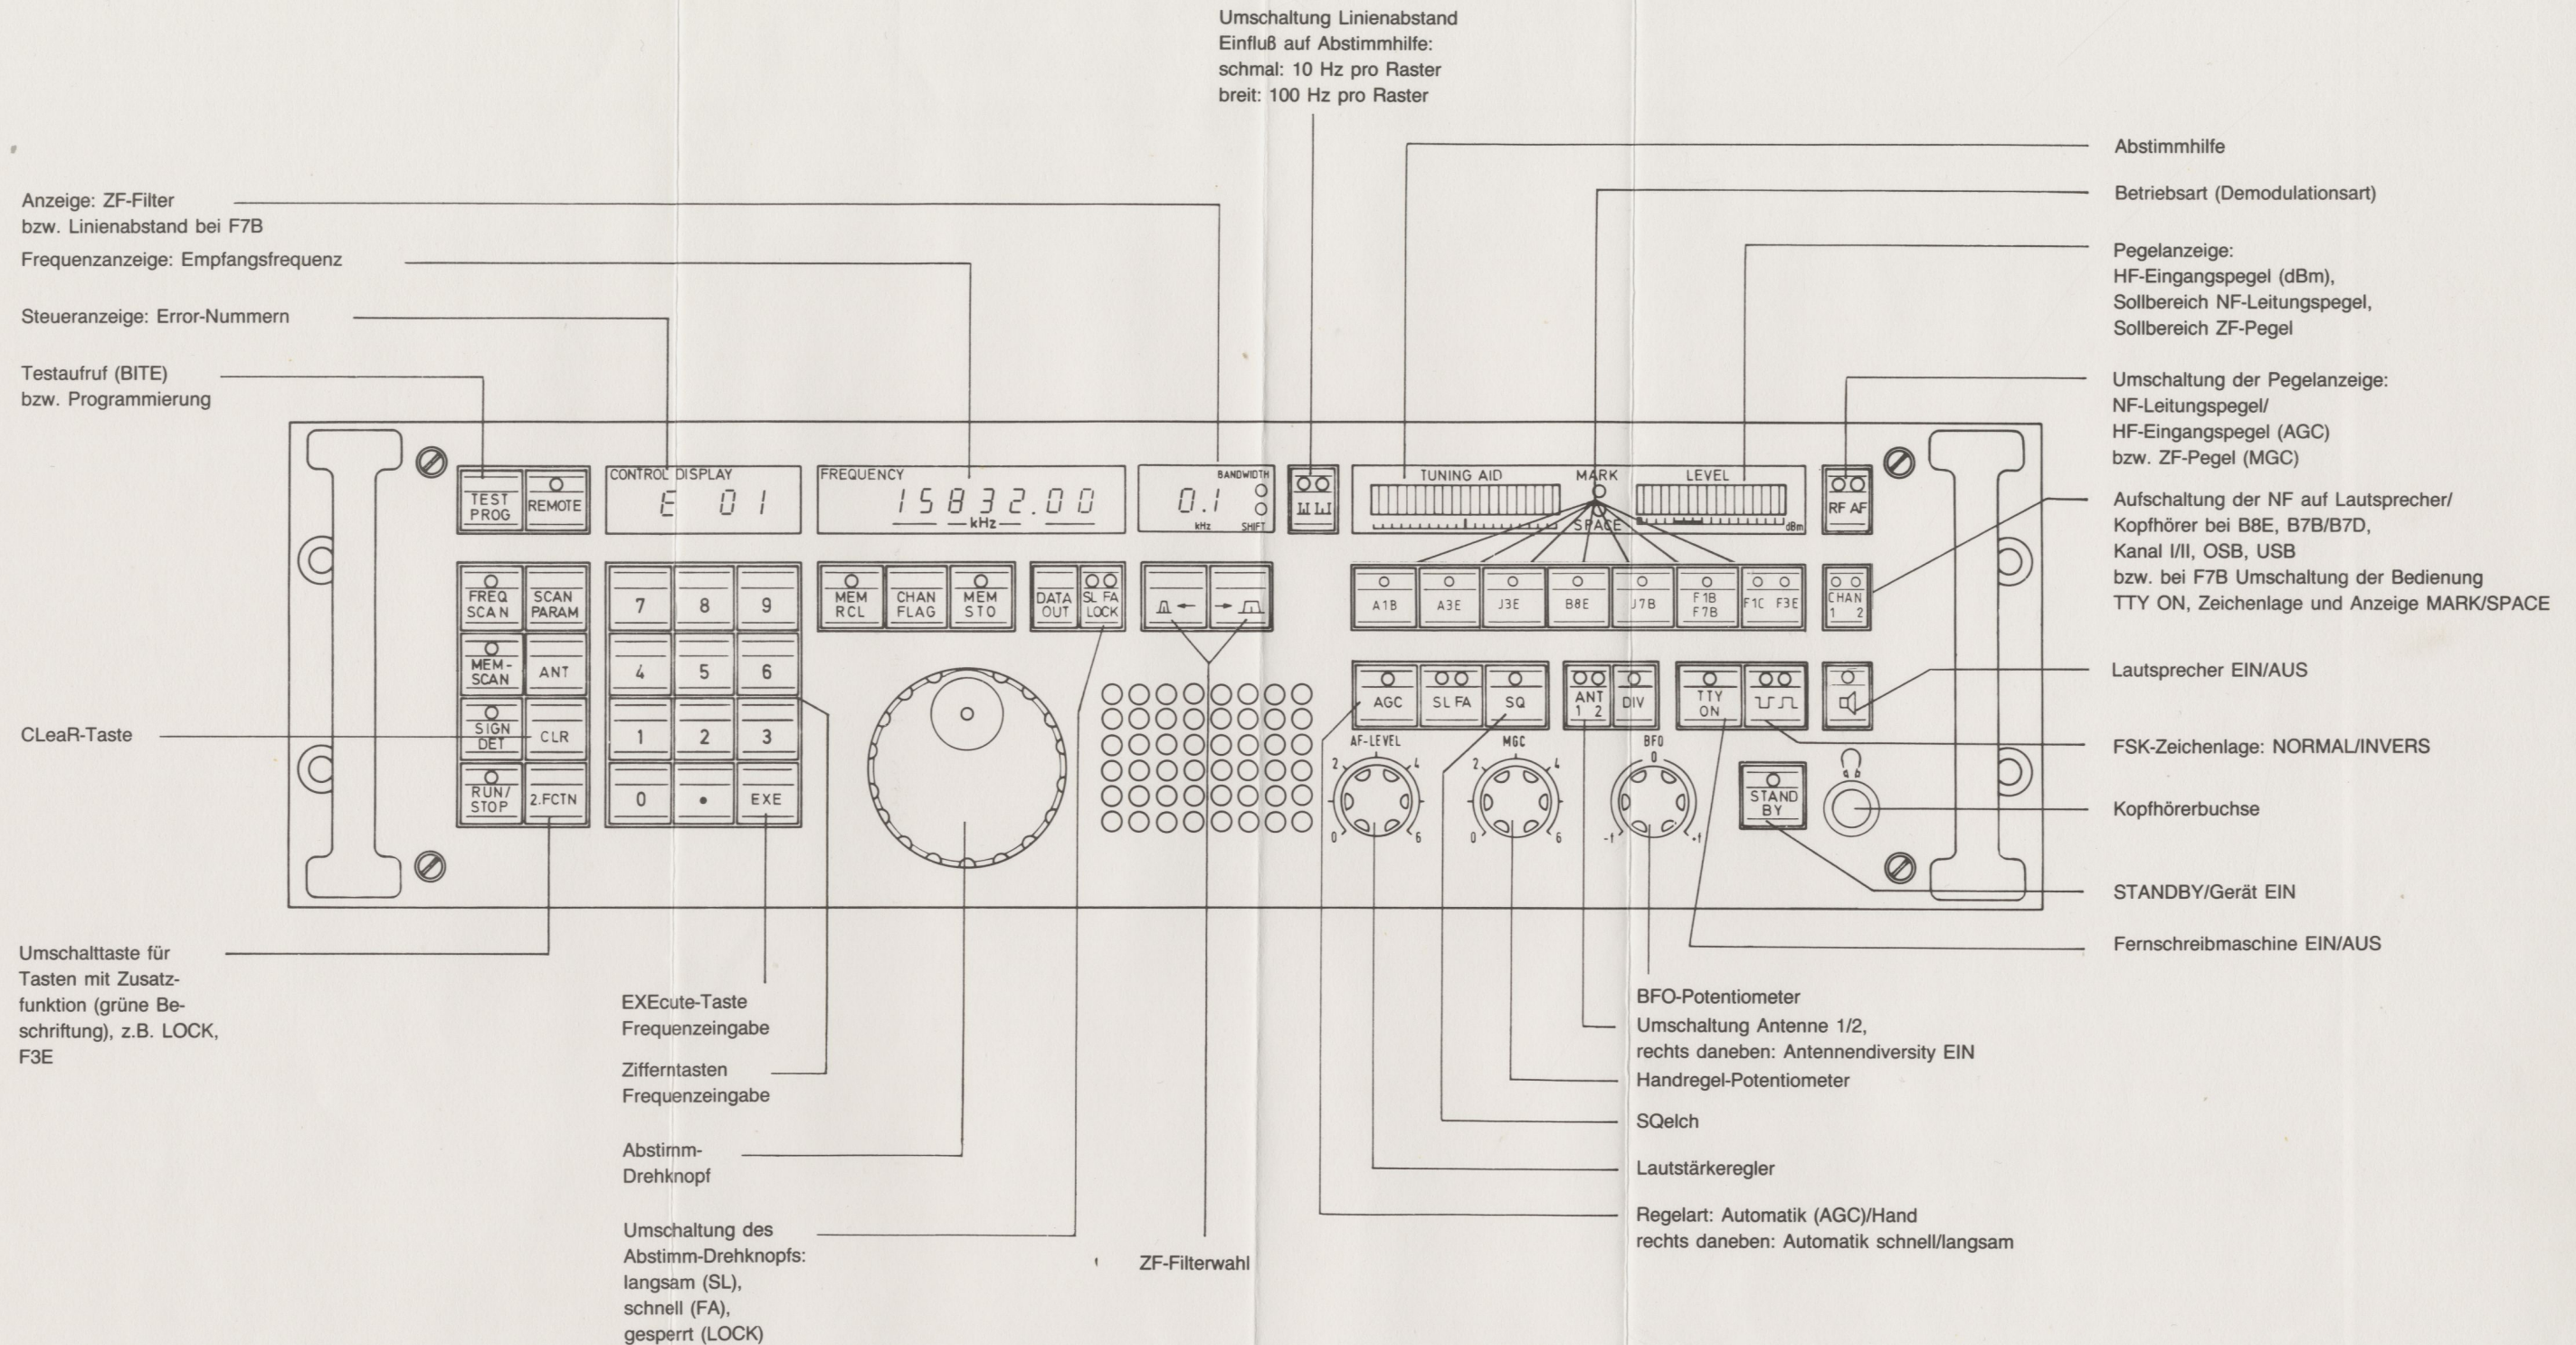 Umschaltung Linienabstand
Einfluß auf Abstimmhilfe:
schmal: 10 Hz pro Raster
breit: 100 Hz pro Raster
Anzeige: ZF-Filter
bzw. Linienabstand bei F7B
Frequenzanzeige: Empfangsfrequenz
Steueranzeige: Error-Nummern
Testaufruf (BITE)
bzw. Programmierung
CLeaR-Taste
Umschalttaste für
Tasten mit Zusatz-
funktion (grüne Be-
schriftung), z.B. LOCK,
F3E
Abstimmhilfe
Betriebsart (Demodulationsart)
Pegelanzeige:
HF-Eingangspegel (dBm),
Sollbereich NF-Leitungspegel,
Sollbereich ZF-Pegel
Umschaltung der Pegelanzeige:
NF-Leitungspegel/
HF-Eingangspegel (AGC)
bzw. ZF-Pegel (MGC)
Aufschaltung der NF auf Lautsprecher/
Kopfhörer bei B8E, B7B/B7D,
Kanal I/II, OSB, USB
bzw. bei F7B Umschaltung der Bedienung
TTY ON, Zeichenlage und Anzeige MARK/SPACE
Lautsprecher EIN/AUS
FSK-Zeichenlage: NORMAL/INVERS
Kopfhörerbuchse
STANDBY/Gerät EIN
Fernschreibmaschine EIN/AUS
TEST
PROG
REMOTE
CONTROL DISPLAY
E 01
FREQUENCY
15832.00
kHz
BANDWIDTH
0.1
kHz
SHIFT
TUNING AID
MARK
SPACE
LEVEL
dBm
RF AF
FREQ
SCAN
SCAN
PARAM
MEM-
SCAN
ANT
SIGN
DET
CLR
RUN/
STOP
2.FCTN
7 8 9
4 5 6
1 2 3
0 . EXE
MEM
RCL
CHAN
FLAG
MEM
STO
DATA
OUT
SL FA
LOCK
A1B
A3E
J3E
B8E
J7B
F1B
F7B
F1C F3E
CHAN
1 2
AGC
SL FA
SQ
ANT
1 2
DIV
TTY
ON
AF-LEVEL
2 4
0 6
MGC
2 4
0 6
BFO
0
-f +f
STAND
BY
EXEcute-Taste
Frequenzeingabe
Zifferntasten
Frequenzeingabe
Abstimm-
Drehknopf
Umschaltung des
Abstimm-Drehknopfs:
langsam (SL),
schnell (FA),
gesperrt (LOCK)
ZF-Filterwahl
BFO-Potentiometer
Umschaltung Antenne 1/2,
rechts daneben: Antennendiversity EIN
Handregel-Potentiometer
SQelch
Lautstärkeregler
Regelart: Automatik (AGC)/Hand
rechts daneben: Automatik schnell/langsam